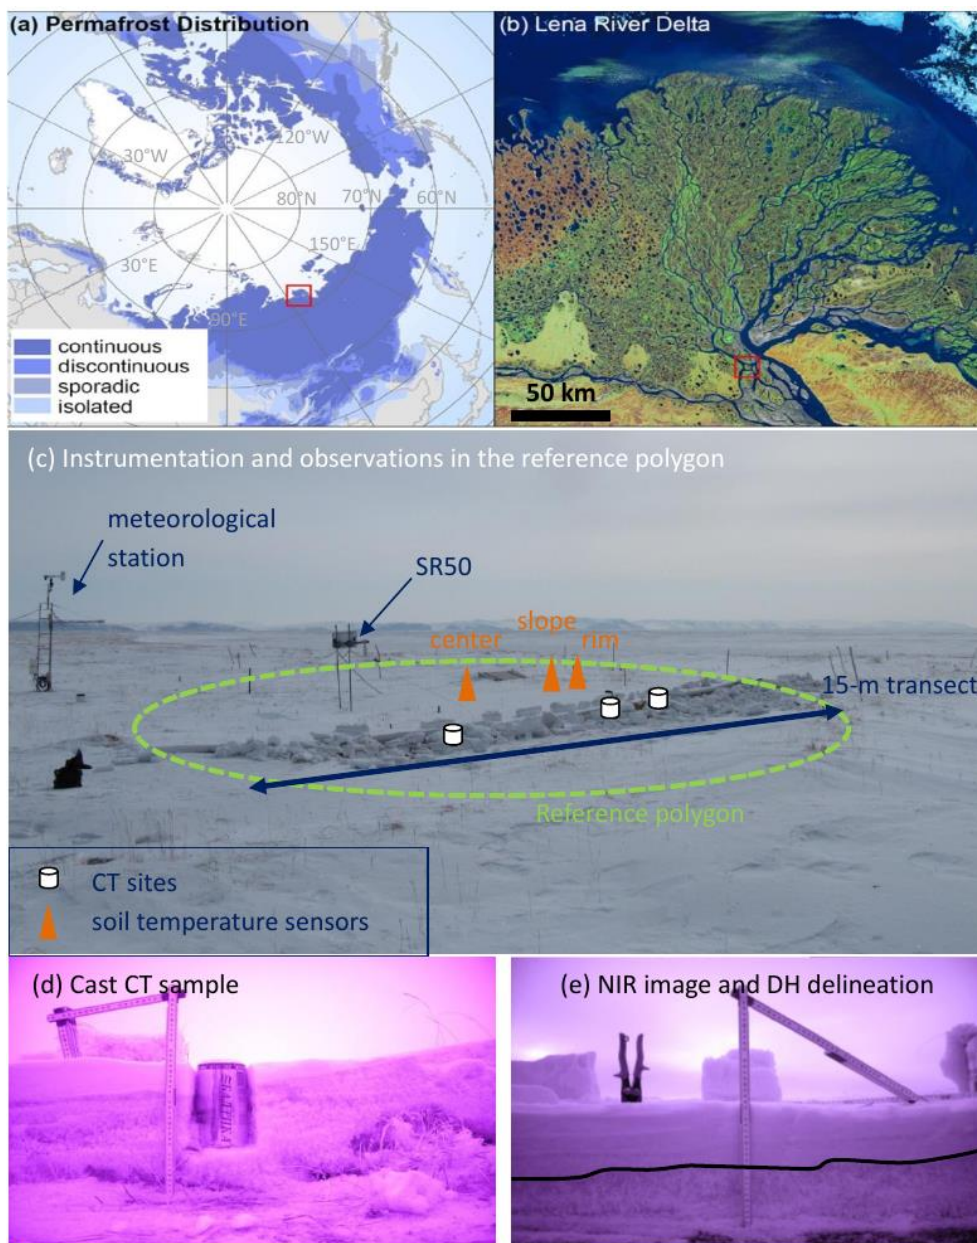 (a) Permafrost Distribution
120°W
30°W
80°N
70°N
60°N
150°E
30°E
90°E
continuous
discontinuous
sporadic
isolated
(b) Lena River Delta
50 km
(c) Instrumentation and observations in the reference polygon
meteorological
station
SR50
slope
center
rim
15-m transect
Reference polygon
CT sites
soil temperature sensors
(d) Cast CT sample
(e) NIR image and DH delineation